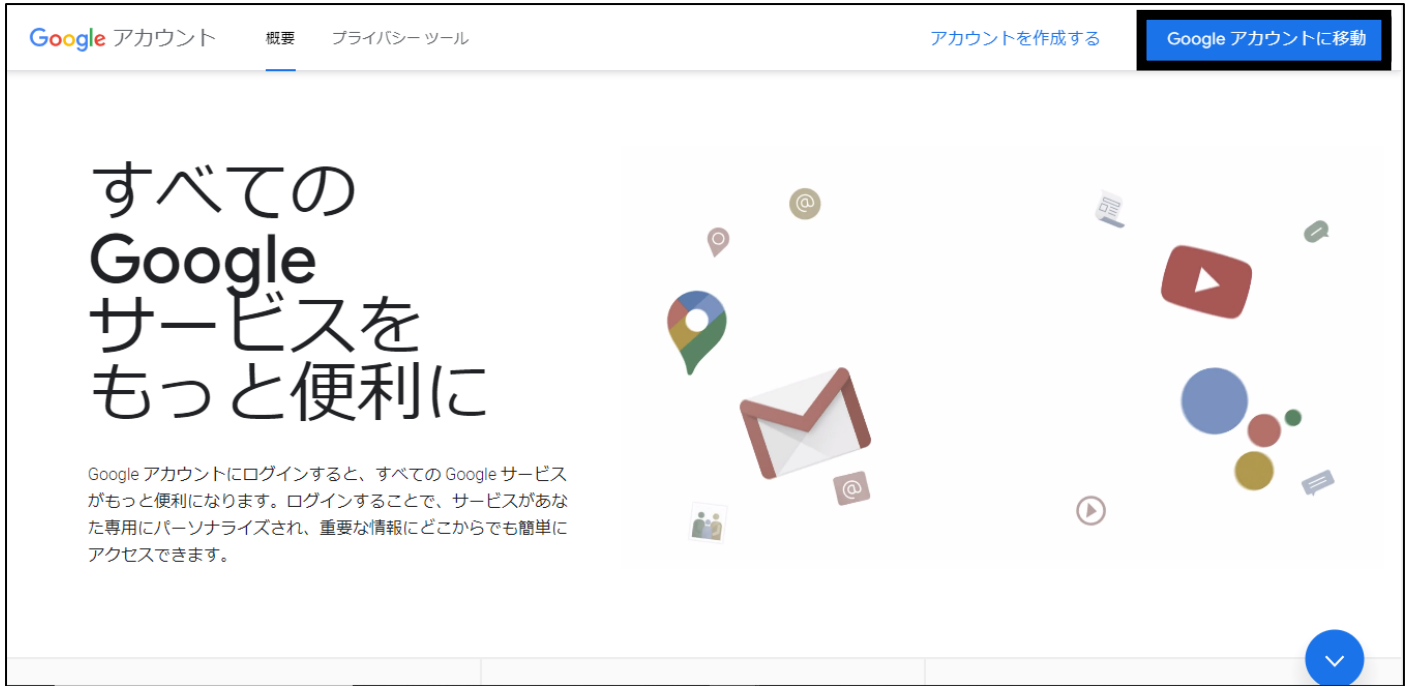 Google アカウント 概要 プライバシー ツール アカウントを作成する Google アカウントに移動
すべての
Google
サービスを
もっと便利に
Google アカウントにログインすると、すべての Google サービス
がもっと便利になります。ログインすることで、サービスがあな
た専用にパーソナライズされ、重要な情報にどこからでも簡単に
アクセスできます。